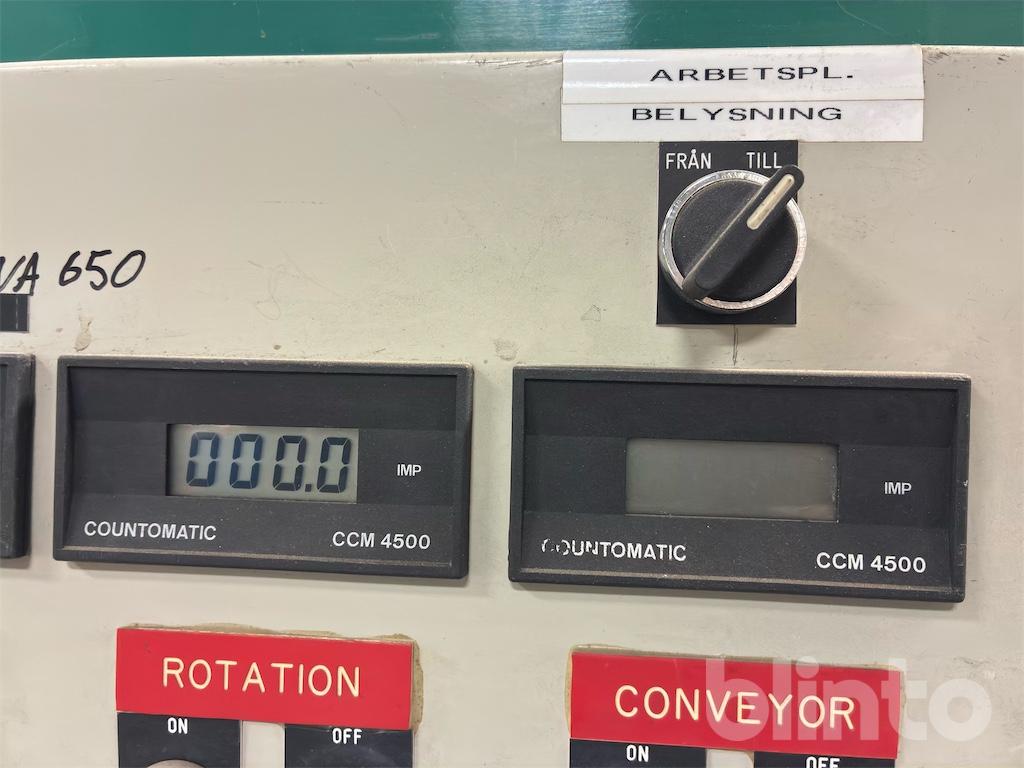 ARBETSPL.
BELYSNING
FRÅN TILL
650
000.0
IMP
COUNTOMATIC CCM 4500
IMP
COUNTOMATIC CCM 4500
ROTATION
ON OFF
CONVEYOR
ON OFF
blinto